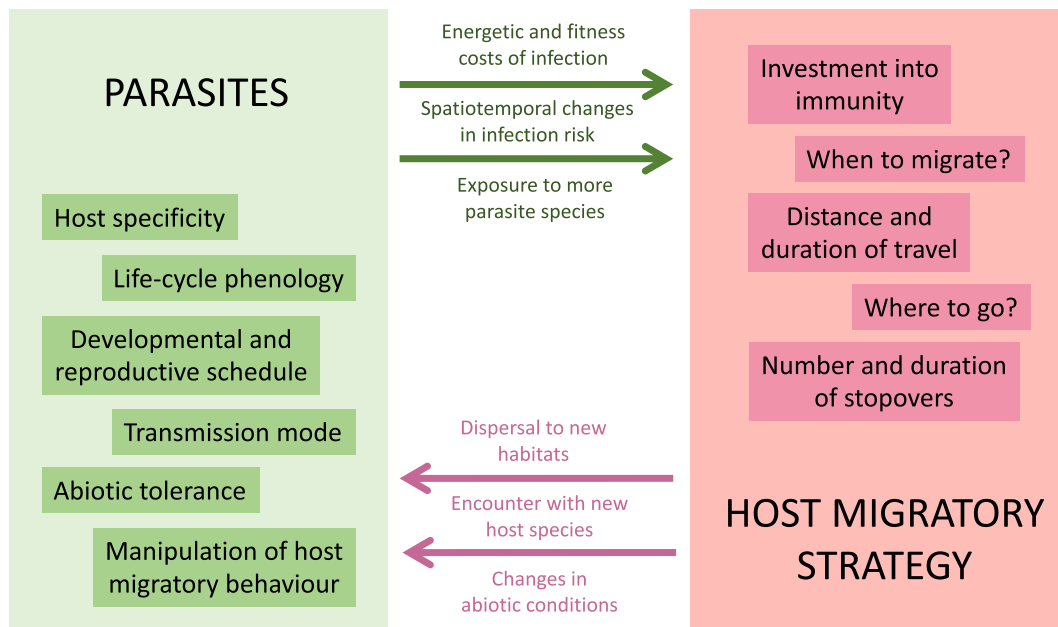 PARASITES
Host specificity
Life-cycle phenology
Developmental and
reproductive schedule
Transmission mode
Abiotic tolerance
Manipulation of host
migratory behaviour
Energetic and fitness
costs of infection
Spatiotemporal changes
in infection risk
Exposure to more
parasite species
Dispersal to new
habitats
Encounter with new
host species
Changes in
abiotic conditions
Investment into
immunity
When to migrate?
Distance and
duration of travel
Where to go?
Number and duration
of stopovers
HOST MIGRATORY
STRATEGY